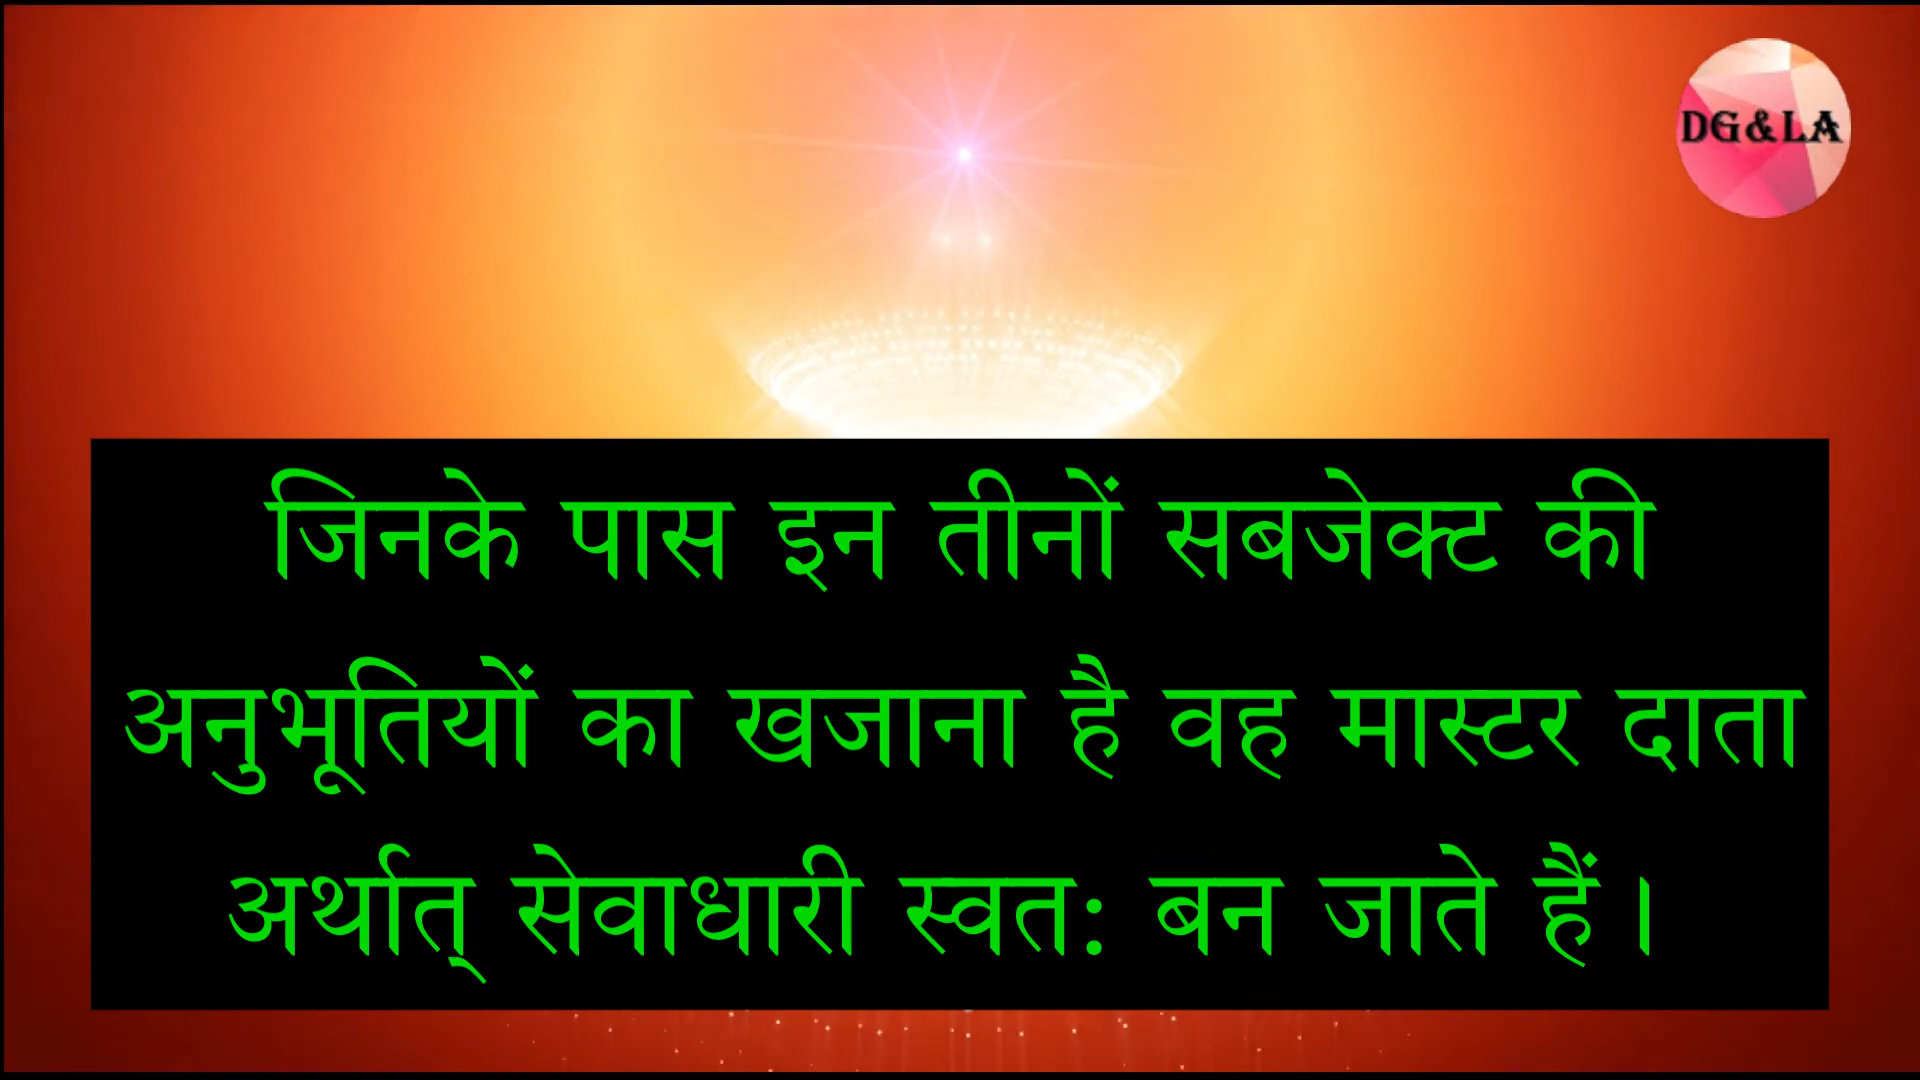 DG&LA
जिनके पास इन तीनों सबजेक्ट की
अनुभूतियों का खजाना है वह मास्टर दाता
अर्थात् सेवाधारी स्वत: बन जाते हैं।